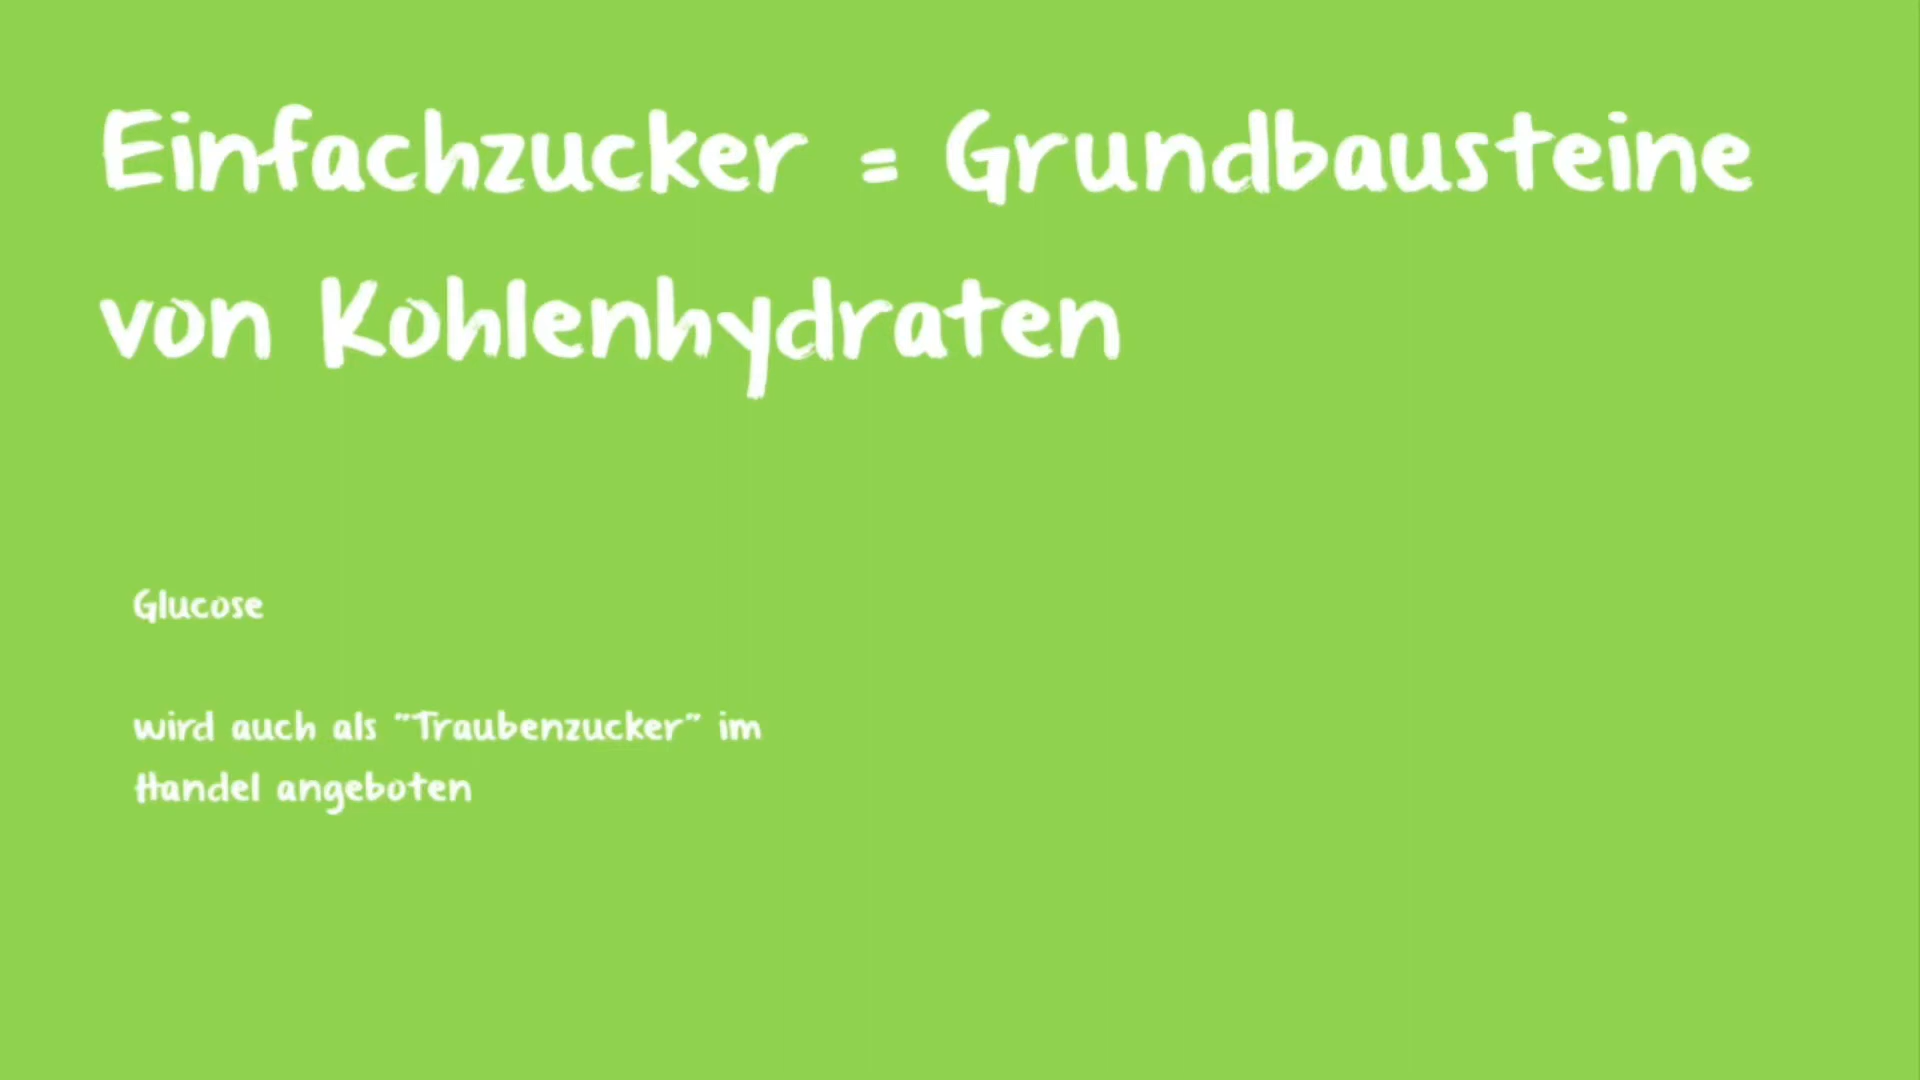 Einfachzucker = Grundbausteine
von Kohlenhydraten
Glucose
wird auch als "Traubenzucker" im
Handel angeboten